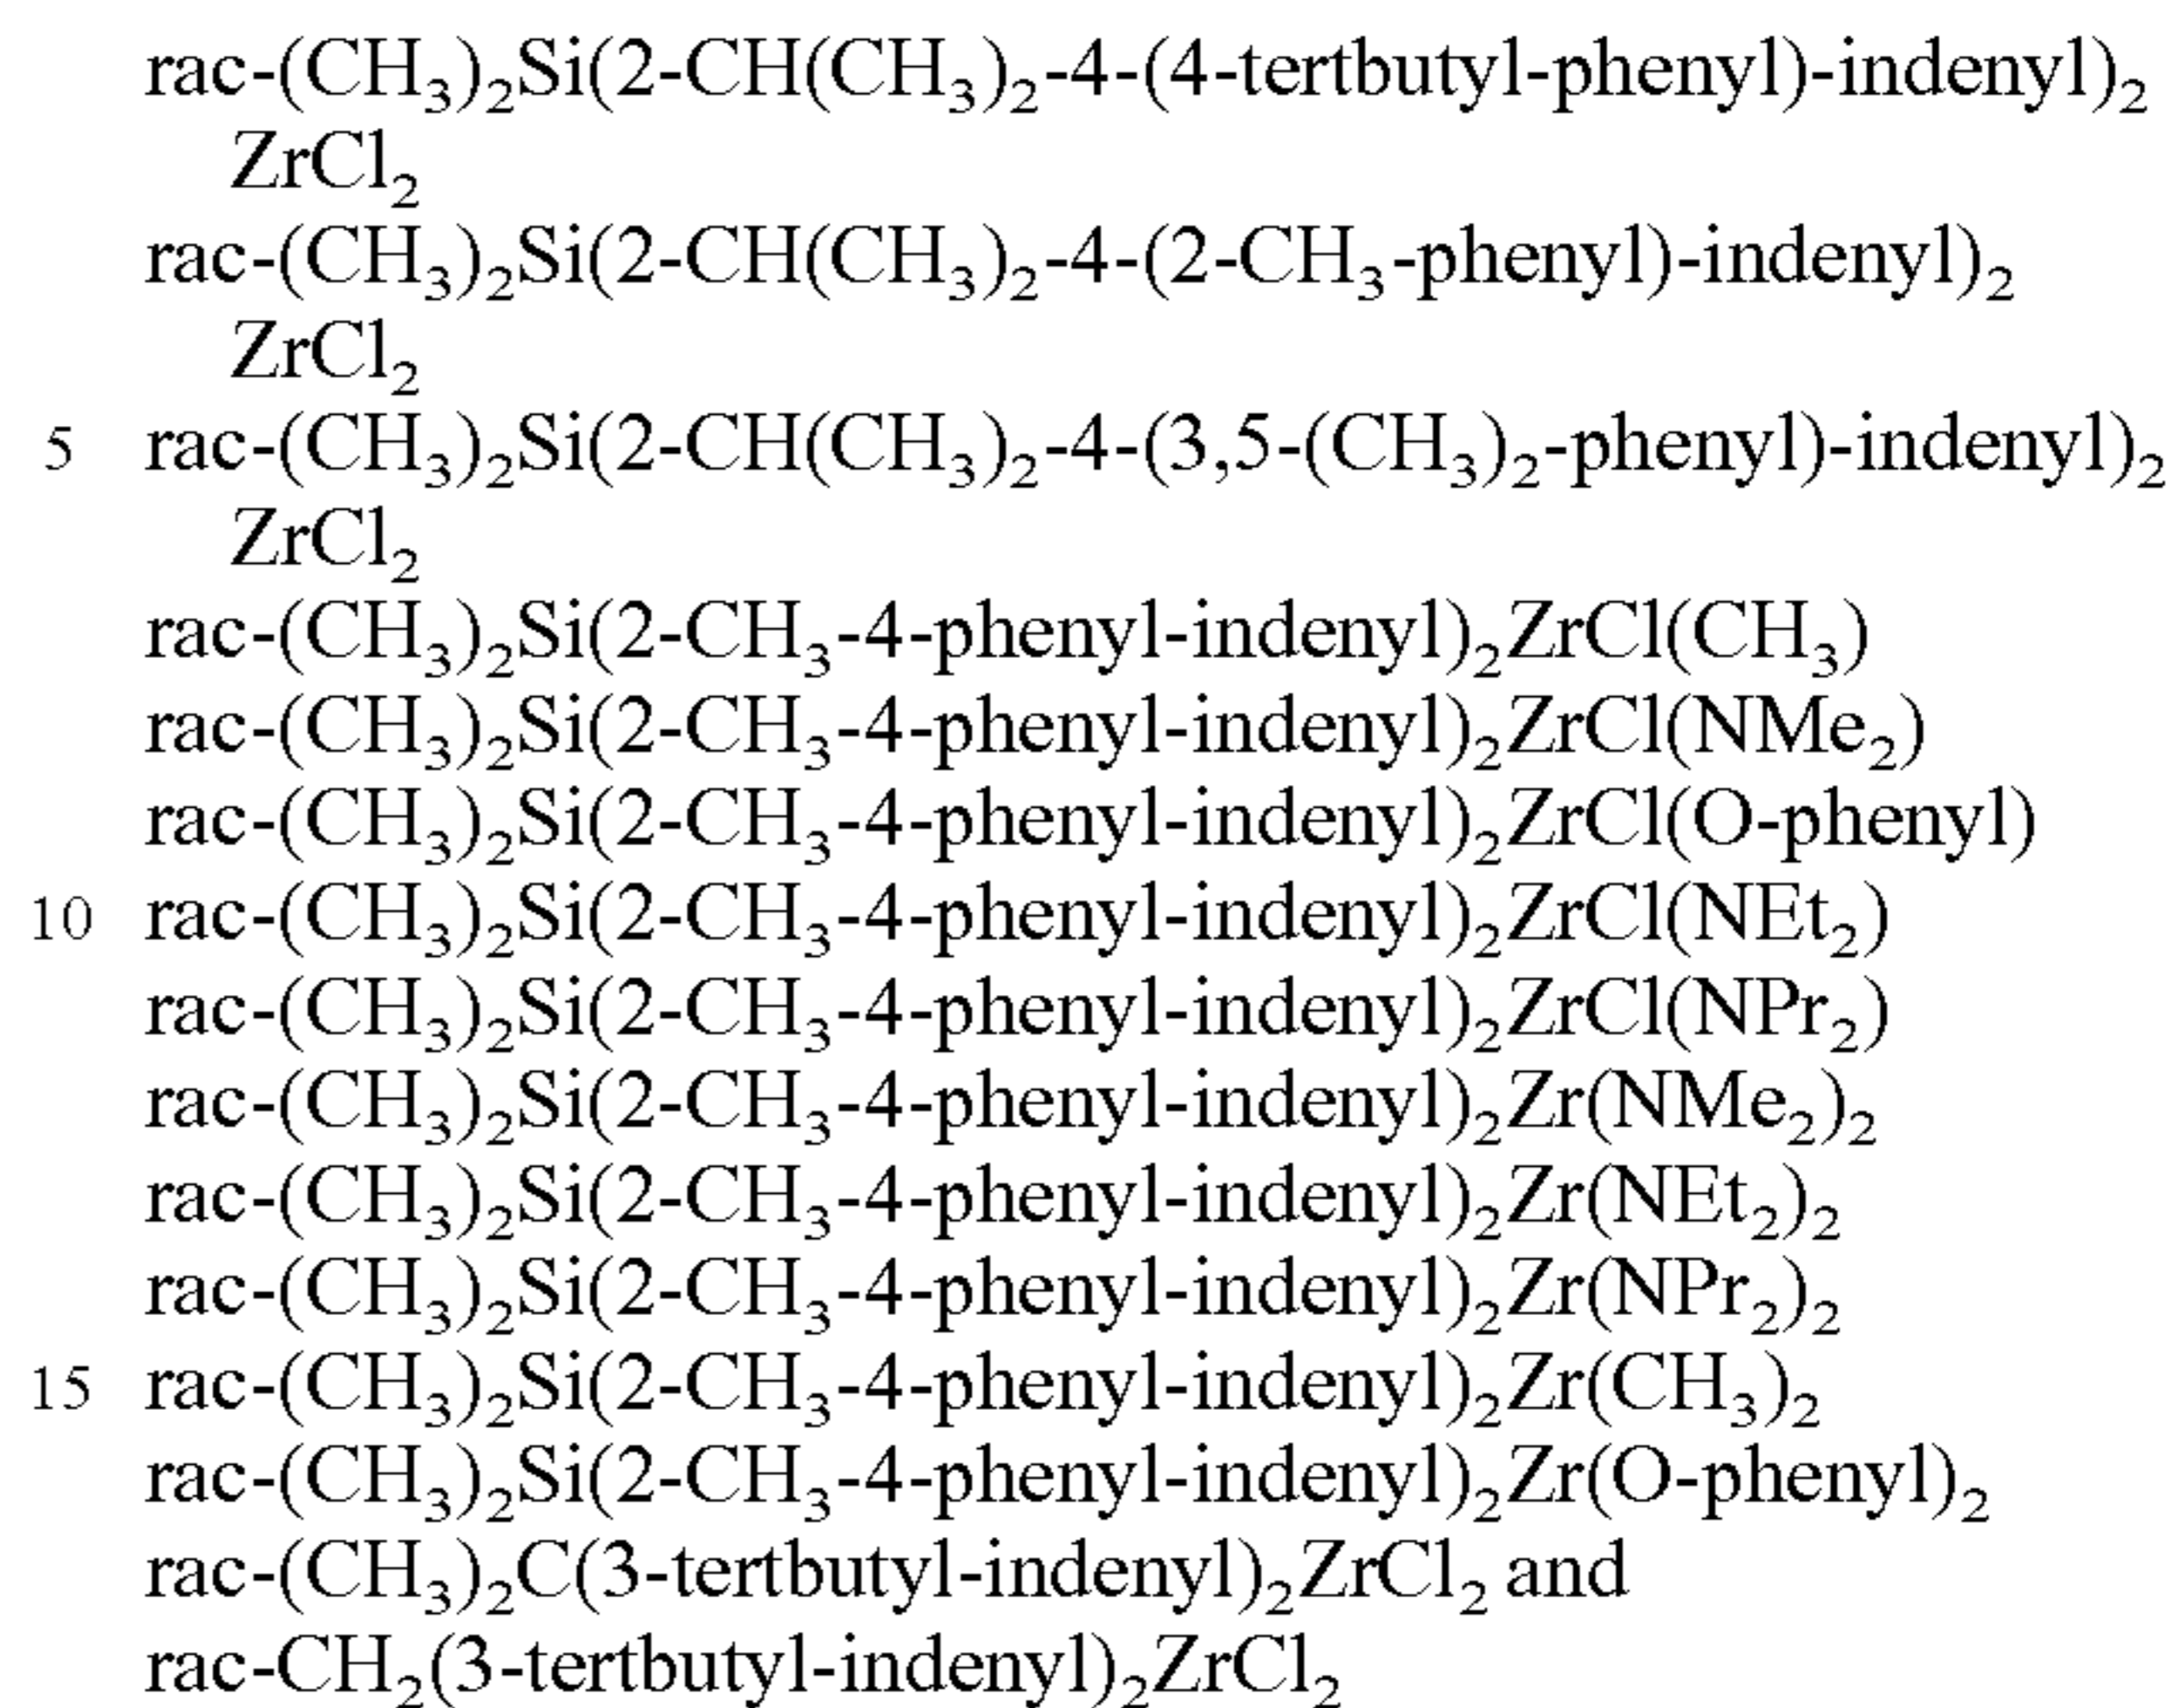 rac-(CH₃)₂Si(2-CH(CH₃)₂-4-(4-tertbutyl-phenyl)-indenyl)₂
ZrCl₂
rac-(CH₃)₂Si(2-CH(CH₃)₂-4-(2-CH₃-phenyl)-indenyl)₂
ZrCl₂
5 rac-(CH₃)₂Si(2-CH(CH₃)₂-4-(3,5-(CH₃)₂-phenyl)-indenyl)₂
ZrCl₂
rac-(CH₃)₂Si(2-CH₃-4-phenyl-indenyl)₂ZrCl(CH₃)
rac-(CH₃)₂Si(2-CH₃-4-phenyl-indenyl)₂ZrCl(NMe₂)
rac-(CH₃)₂Si(2-CH₃-4-phenyl-indenyl)₂ZrCl(O-phenyl)
10 rac-(CH₃)₂Si(2-CH₃-4-phenyl-indenyl)₂ZrCl(NEt₂)
rac-(CH₃)₂Si(2-CH₃-4-phenyl-indenyl)₂ZrCl(NPr₂)
rac-(CH₃)₂Si(2-CH₃-4-phenyl-indenyl)₂Zr(NMe₂)₂
rac-(CH₃)₂Si(2-CH₃-4-phenyl-indenyl)₂Zr(NEt₂)₂
rac-(CH₃)₂Si(2-CH₃-4-phenyl-indenyl)₂Zr(NPr₂)₂
15 rac-(CH₃)₂Si(2-CH₃-4-phenyl-indenyl)₂Zr(CH₃)₂
rac-(CH₃)₂Si(2-CH₃-4-phenyl-indenyl)₂Zr(O-phenyl)₂
rac-(CH₃)₂C(3-tertbutyl-indenyl)₂ZrCl₂ and
rac-CH₂(3-tertbutyl-indenyl)₂ZrCl₂